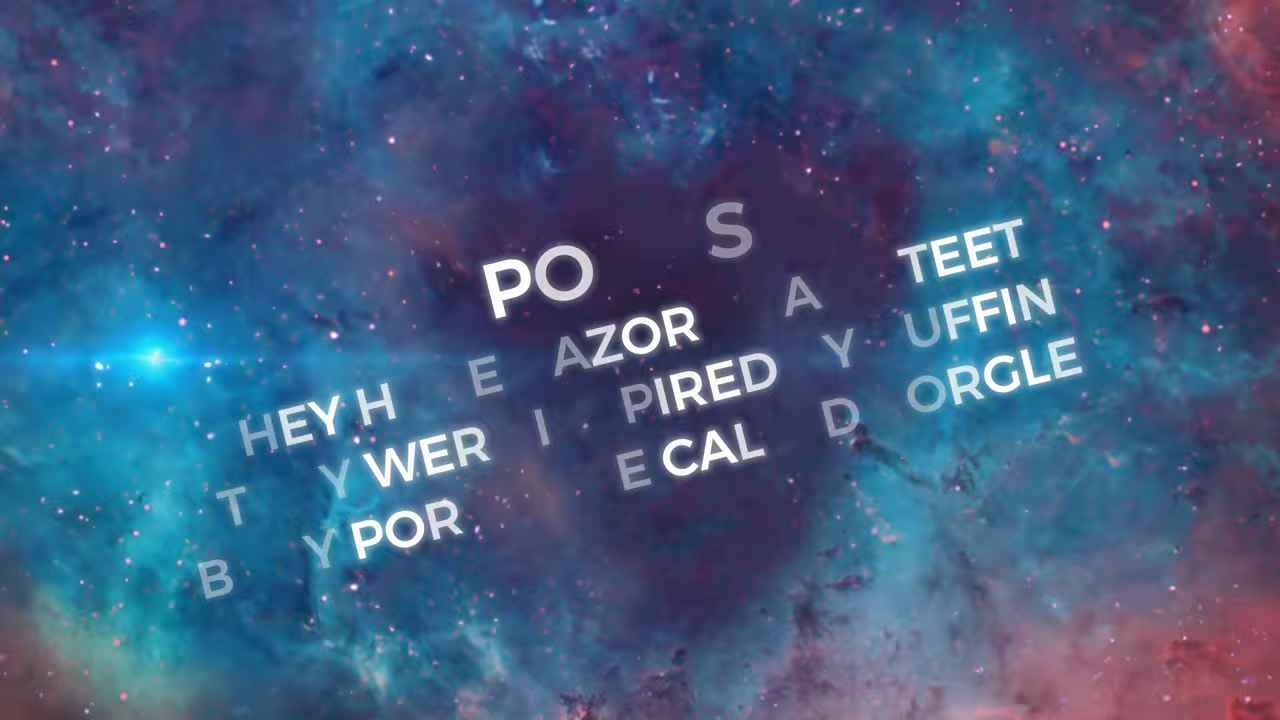 PO S
HEY H E AZOR A TEET
T Y WER I PIRED Y UFFIN
B Y POR E CAL D ORGLE